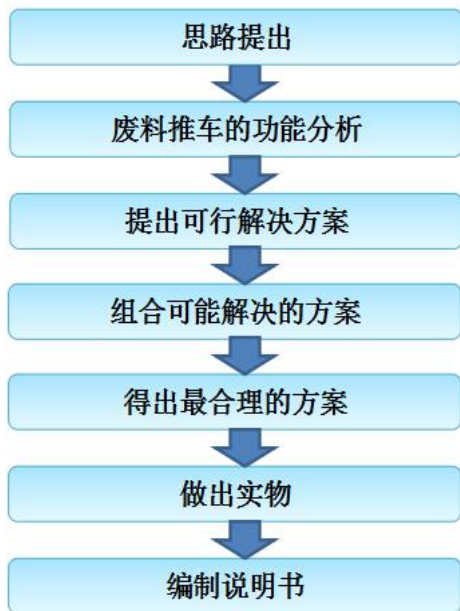 思路提出
废料推车的功能分析
提出可行解决方案
组合可能解决的方案
得出最合理的方案
做出实物
编制说明书